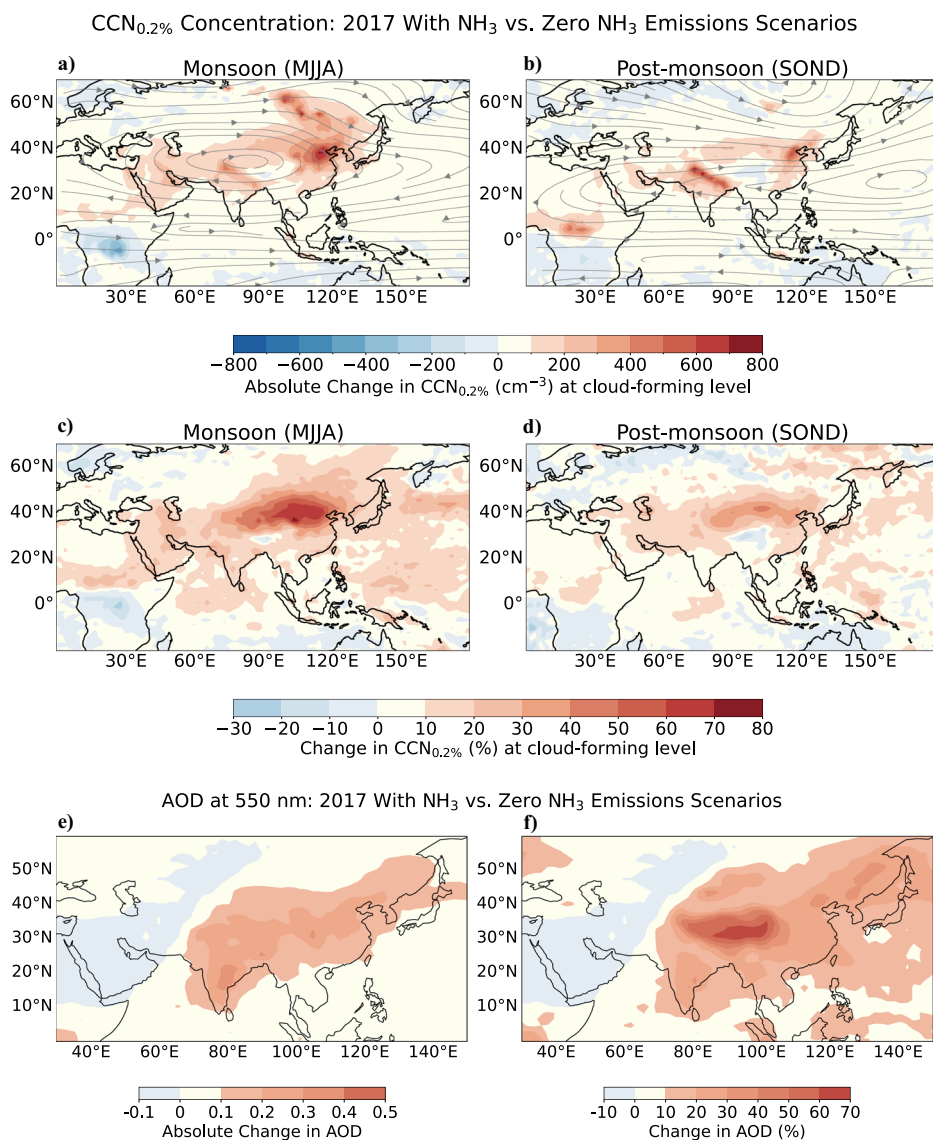 CCN₀.₂% Concentration: 2017 With NH₃ vs. Zero NH₃ Emissions Scenarios
a) Monsoon (MJJA)
b) Post-monsoon (SOND)
60°N
40°N
20°N
0°
30°E 60°E 90°E 120°E 150°E
30°E 60°E 90°E 120°E 150°E
−800 −600 −400 −200 0 200 400 600 800
Absolute Change in CCN₀.₂% (cm⁻³) at cloud-forming level
c) Monsoon (MJJA)
d) Post-monsoon (SOND)
60°N
40°N
20°N
0°
60°N
40°N
20°N
0°
60°N
40°N
20°N
0°
30°E 60°E 90°E 120°E 150°E
30°E 60°E 90°E 120°E 150°E
−30 −20 −10 0 10 20 30 40 50 60 70 80
Change in CCN₀.₂% (%) at cloud-forming level
AOD at 550 nm: 2017 With NH₃ vs. Zero NH₃ Emissions Scenarios
e)
f)
50°N
40°N
30°N
20°N
10°N
50°N
40°N
30°N
20°N
10°N
40°E 60°E 80°E 100°E 120°E 140°E
40°E 60°E 80°E 100°E 120°E 140°E
-0.1 0 0.1 0.2 0.3 0.4 0.5
Absolute Change in AOD
-10 0 10 20 30 40 50 60 70
Change in AOD (%)